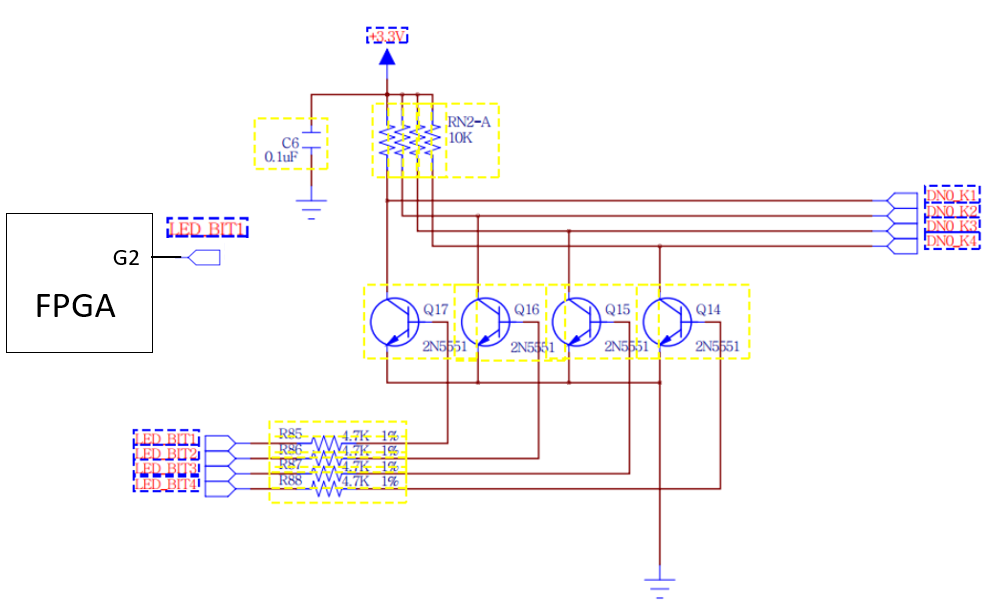 +3.3V
RN2-A
10K
C6
0.1uF
DN0_K1
DN0_K2
DN0_K3
DN0_K4
LED_BIT1
G2
FPGA
Q17
2N5551
Q16
2N5551
Q15
2N5551
Q14
2N5551
LED_BIT1
R85 4.7K 1%
LED_BIT2
R86 4.7K 1%
LED_BIT3
R87 4.7K 1%
LED_BIT4
R88 4.7K 1%